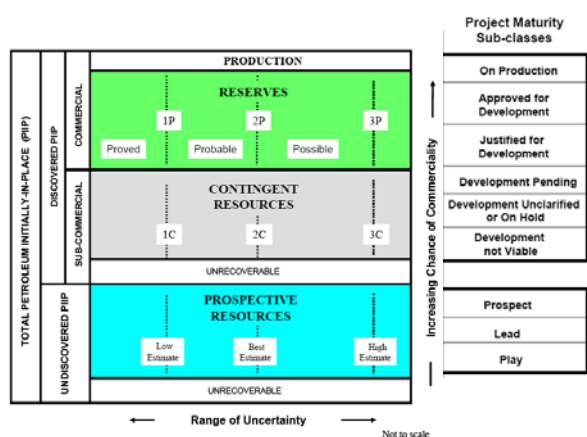 Project Maturity
Sub-classes
TOTAL PETROLEUM INITIALLY-IN-PLACE (PIIP)
DISCOVERED PIIP
COMMERCIAL
PRODUCTION
RESERVES
1P
2P
3P
Proved
Probable
Possible
SUB-COMMERCIAL
CONTINGENT
RESOURCES
1C
2C
3C
UNRECOVERABLE
UNDISCOVERED PIIP
PROSPECTIVE
RESOURCES
Low
Estimate
Best
Estimate
High
Estimate
UNRECOVERABLE
Range of Uncertainty
Not to scale
Increasing Chance of Commerciality
On Production
Approved for
Development
Justified for
Development
Development Pending
Development Unclarified
or On Hold
Development
not Viable
Prospect
Lead
Play